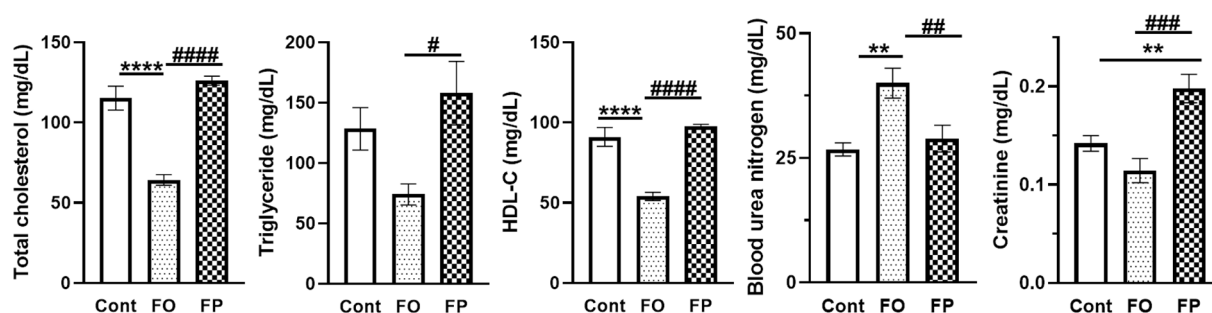 Total cholesterol (mg/dL)
150
100
50
0
****
####
Cont FO FP
Triglyceride (mg/dL)
200
150
100
50
0
#
Cont FO FP
HDL-C (mg/dL)
150
100
50
0
****
####
Cont FO FP
Blood urea nitrogen (mg/dL)
50
25
0
**
##
Cont FO FP
Creatinine (mg/dL)
0.2
0.1
0.0
###
**
Cont FO FP